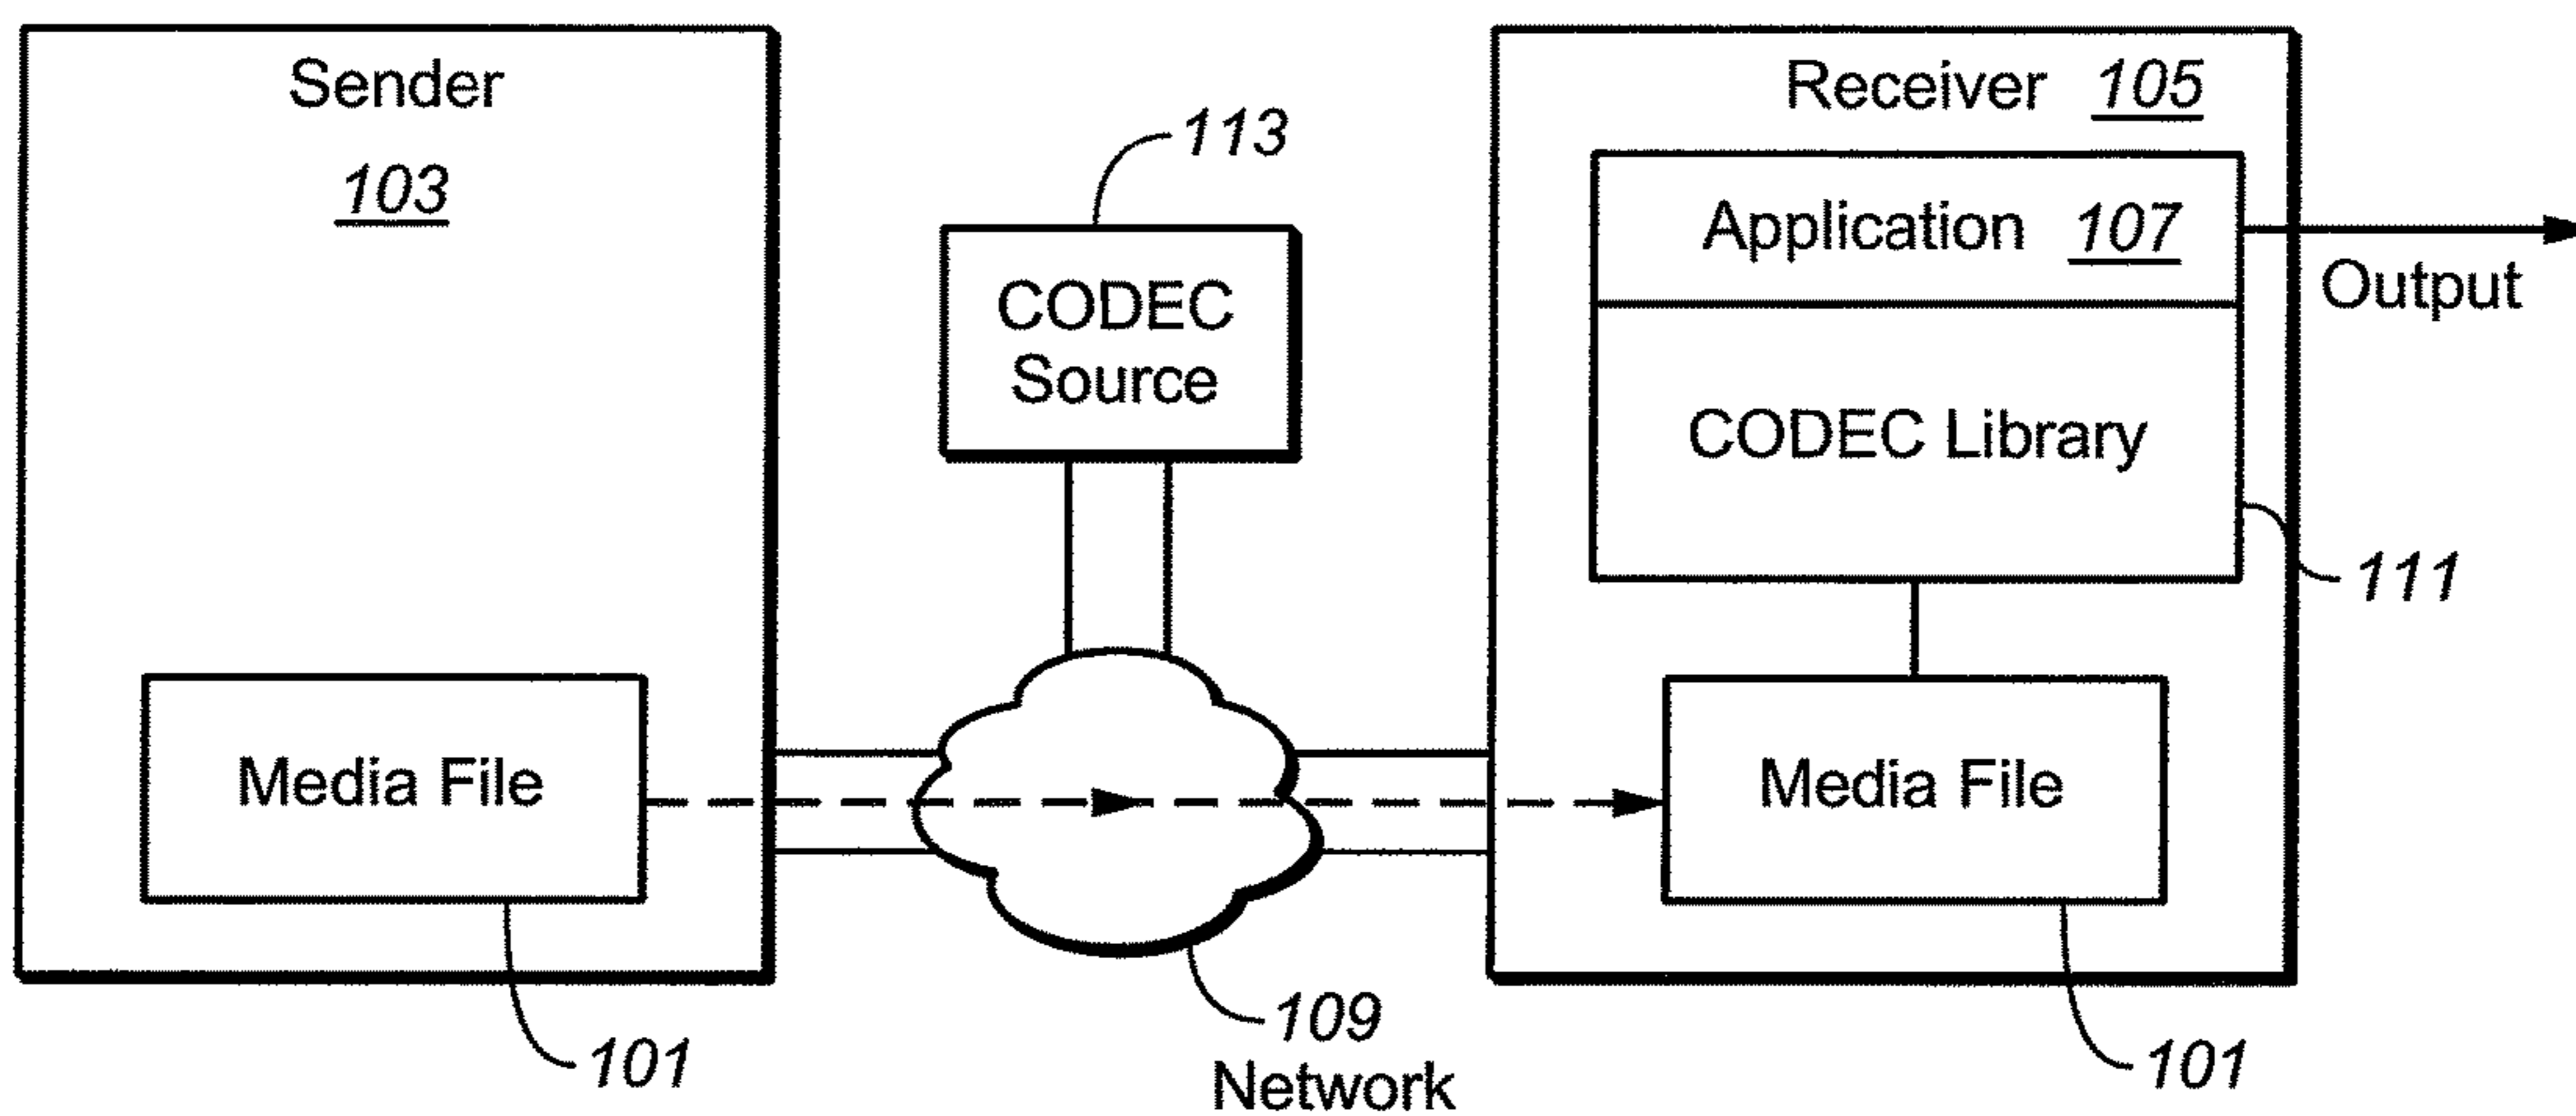 Sender
103
Media File
101
113
CODEC
Source
109
Network
Receiver 105
Application 107
CODEC Library
111
Media File
101
Output